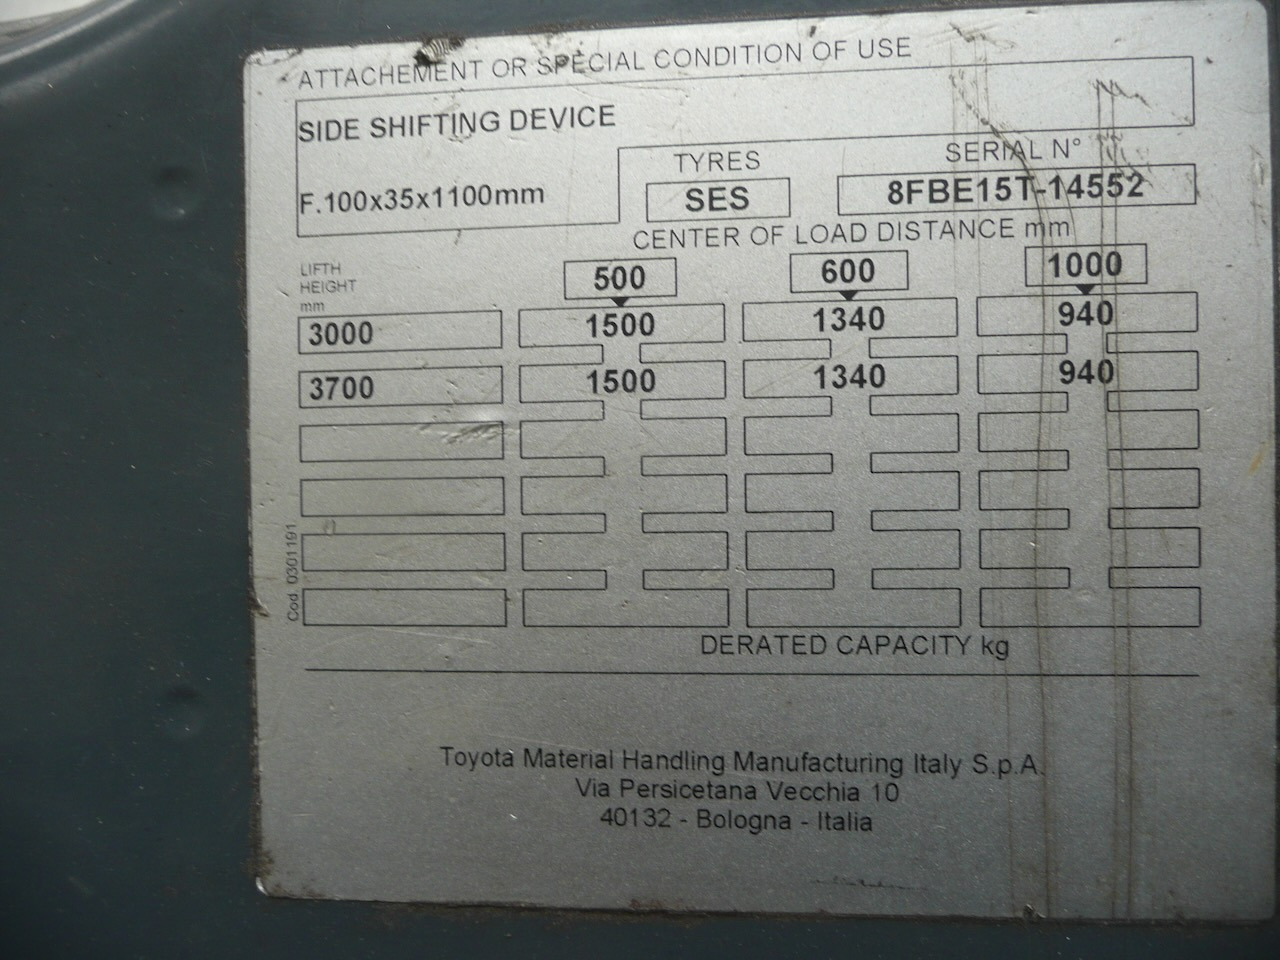 ATTACHEMENT OR SPECIAL CONDITION OF USE
SIDE SHIFTING DEVICE
F.100x35x1100mm
TYRES
SES
SERIAL N°
8FBE15T-14552
CENTER OF LOAD DISTANCE mm
LIFTH
HEIGHT
mm
500 600 1000
3000 1500 1340 940
3700 1500 1340 940
Cod. 0301191
DERATED CAPACITY kg
Toyota Material Handling Manufacturing Italy S.p.A.
Via Persicetana Vecchia 10
40132 - Bologna - Italia